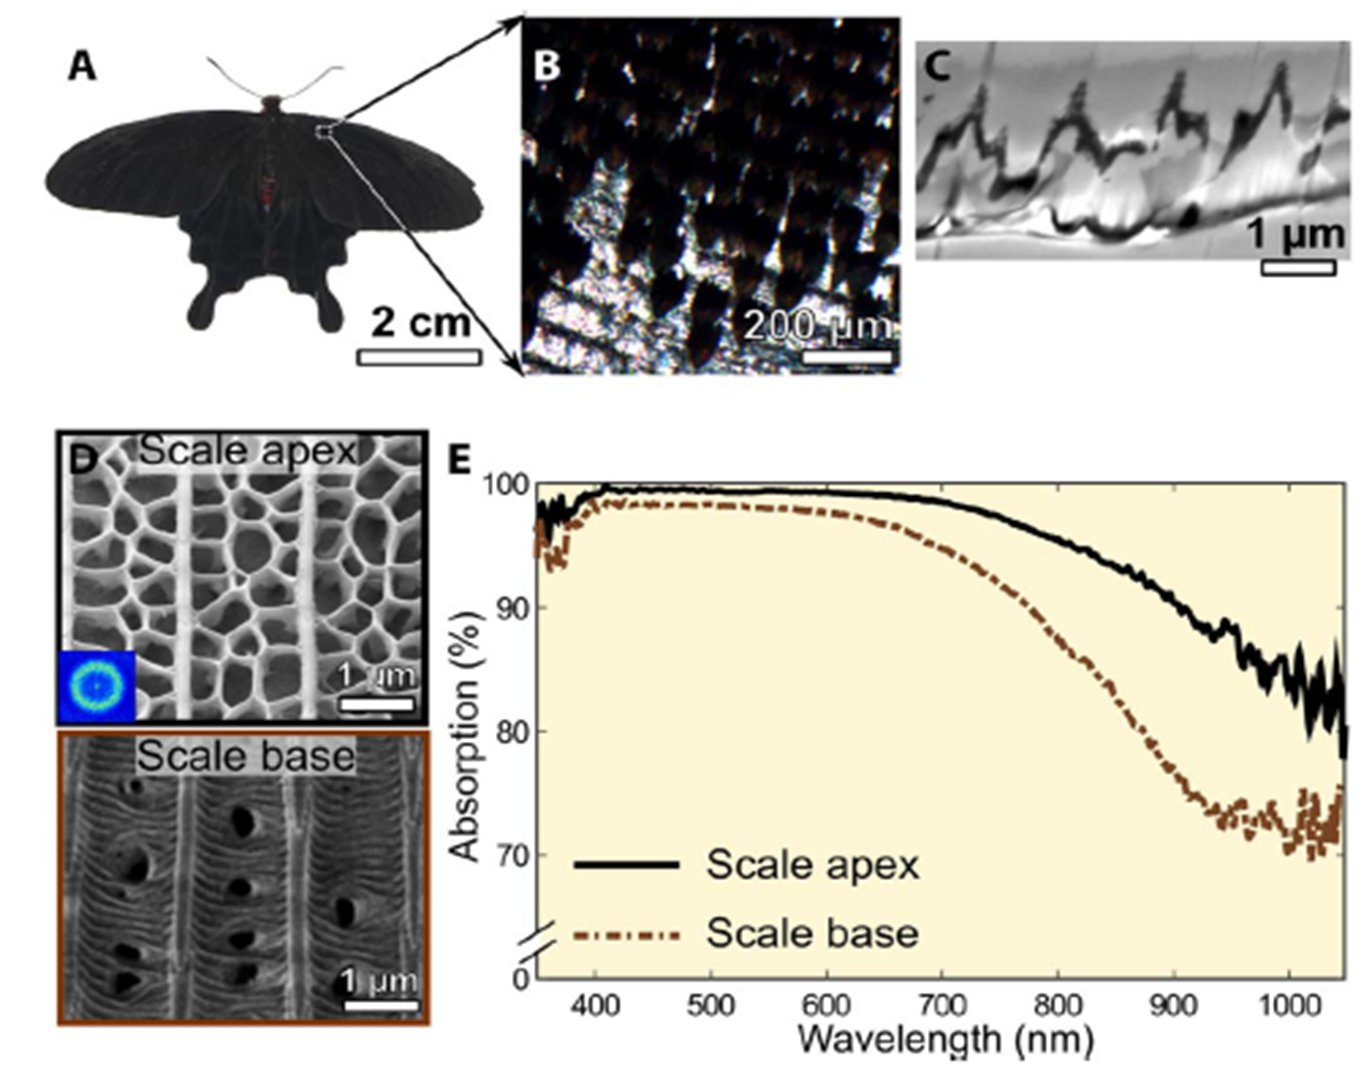 A
B
C
2 cm
200 μm
1 μm
D
Scale apex
1 μm
Scale base
1 μm
E
100
90
80
70
0
Absorption (%)
Scale apex
Scale base
400 500 600 700 800 900 1000
Wavelength (nm)